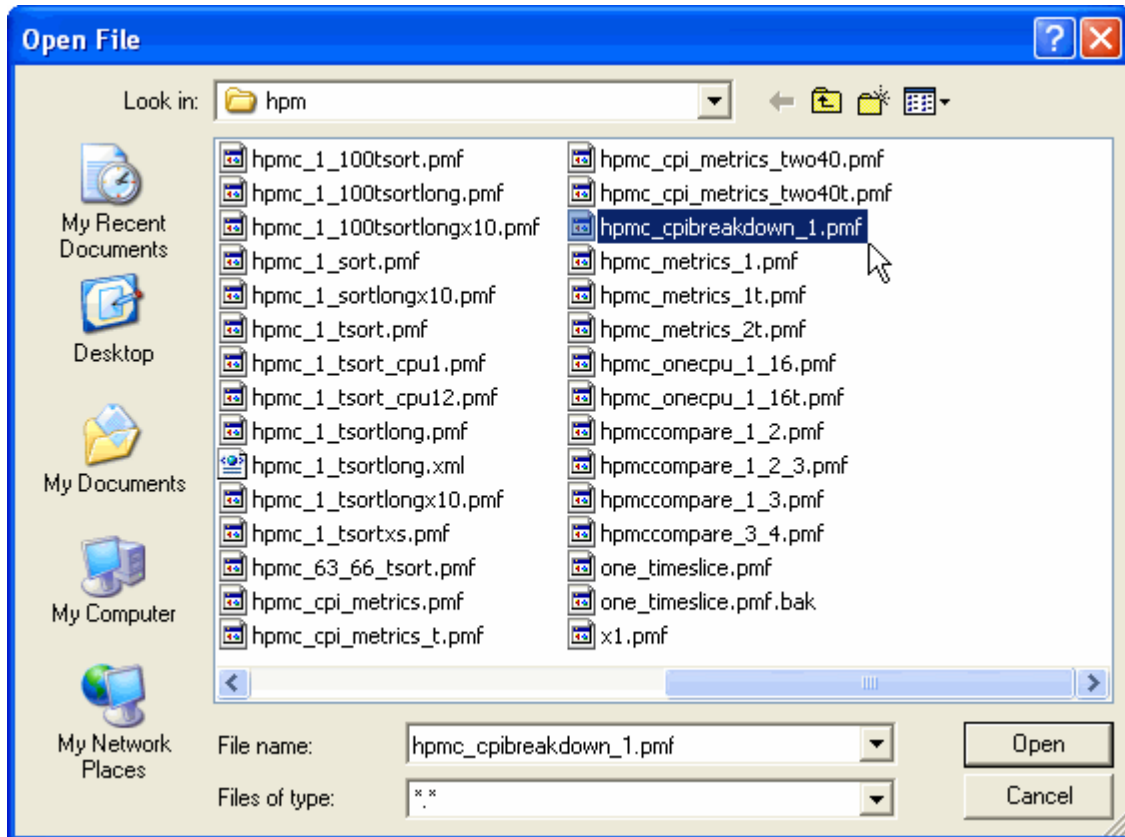 Open File
Look in:
hpm
My Recent
Documents
Desktop
My Documents
My Computer
My Network
Places
hpmc_1_100tsort.pmf
hpmc_1_100tsortlong.pmf
hpmc_1_100tsortlongx10.pmf
hpmc_1_sort.pmf
hpmc_1_sortlongx10.pmf
hpmc_1_tsort.pmf
hpmc_1_tsort_cpu1.pmf
hpmc_1_tsort_cpu12.pmf
hpmc_1_tsortlong.pmf
hpmc_1_tsortlong.xml
hpmc_1_tsortlongx10.pmf
hpmc_1_tsortxs.pmf
hpmc_63_66_tsort.pmf
hpmc_cpi_metrics.pmf
hpmc_cpi_metrics_t.pmf
hpmc_cpi_metrics_two40.pmf
hpmc_cpi_metrics_two40t.pmf
hpmc_cpibreakdown_1.pmf
hpmc_metrics_1.pmf
hpmc_metrics_1t.pmf
hpmc_metrics_2t.pmf
hpmc_onecpu_1_16.pmf
hpmc_onecpu_1_16t.pmf
hpmccompare_1_2.pmf
hpmccompare_1_2_3.pmf
hpmccompare_1_3.pmf
hpmccompare_3_4.pmf
one_timeslice.pmf
one_timeslice.pmf.bak
x1.pmf
File name:
hpmc_cpibreakdown_1.pmf
Open
Files of type:
*.*
Cancel